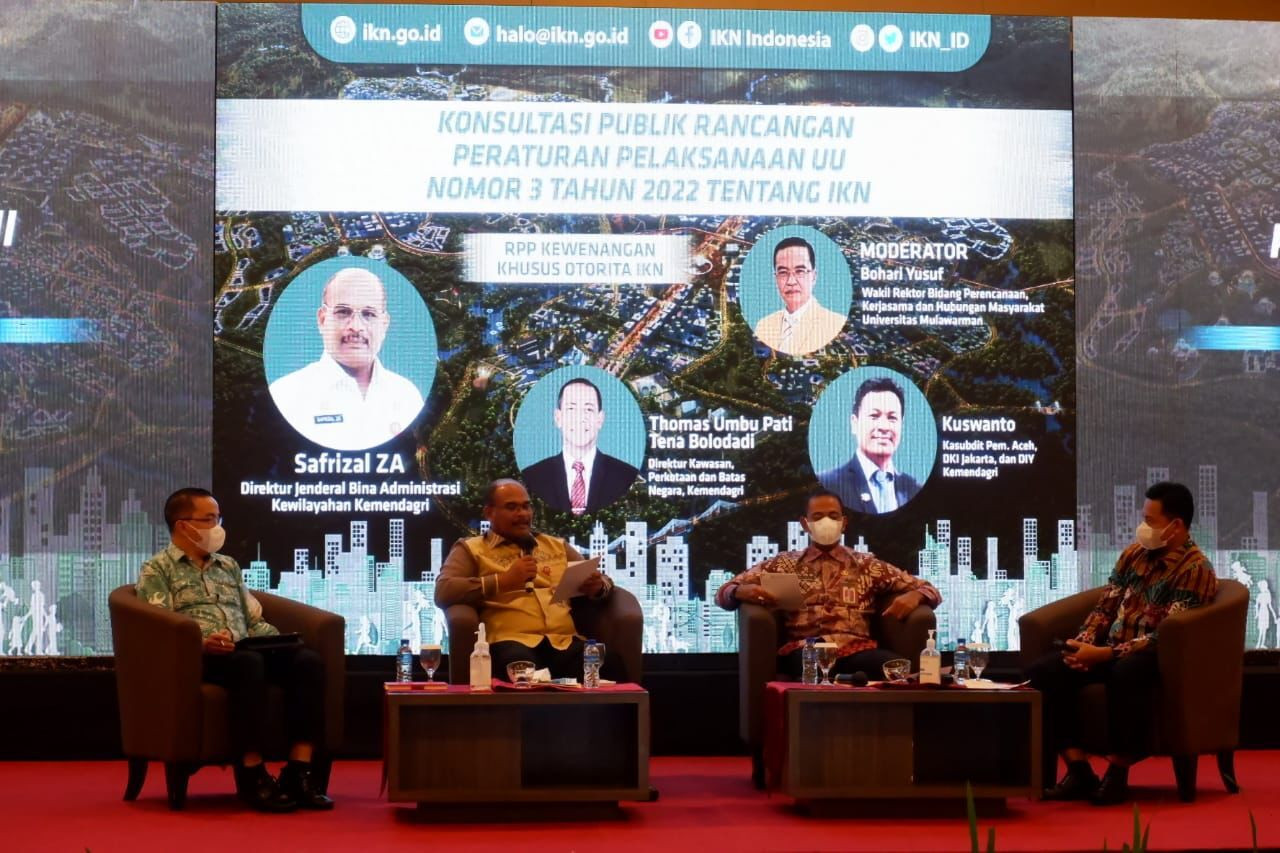 ikn.go.id
halo@ikn.go.id
IKN Indonesia
IKN_ID
KONSULTASI PUBLIK RANCANGAN
PERATURAN PELAKSANAAN UU
NOMOR 3 TAHUN 2022 TENTANG IKN
RPP KEWENANGAN
KHUSUS OTORITA IKN
MODERATOR
Bohari Yusuf
Wakil Rektor Bidang Perencanaan,
Kerjasama dan Hubungan Masyarakat
Universitas Mulawarman
Safrizal ZA
Direktur Jenderal Bina Administrasi
Kewilayahan Kemendagri
Thomas Umbu Pati
Tena Bolodadi
Direktur Kawasan,
Perkotaan dan Batas
Negara, Kemendagri
Kuswanto
Kasubdit Pem. Aceh,
DKI Jakarta, dan DIY
Kemendagri